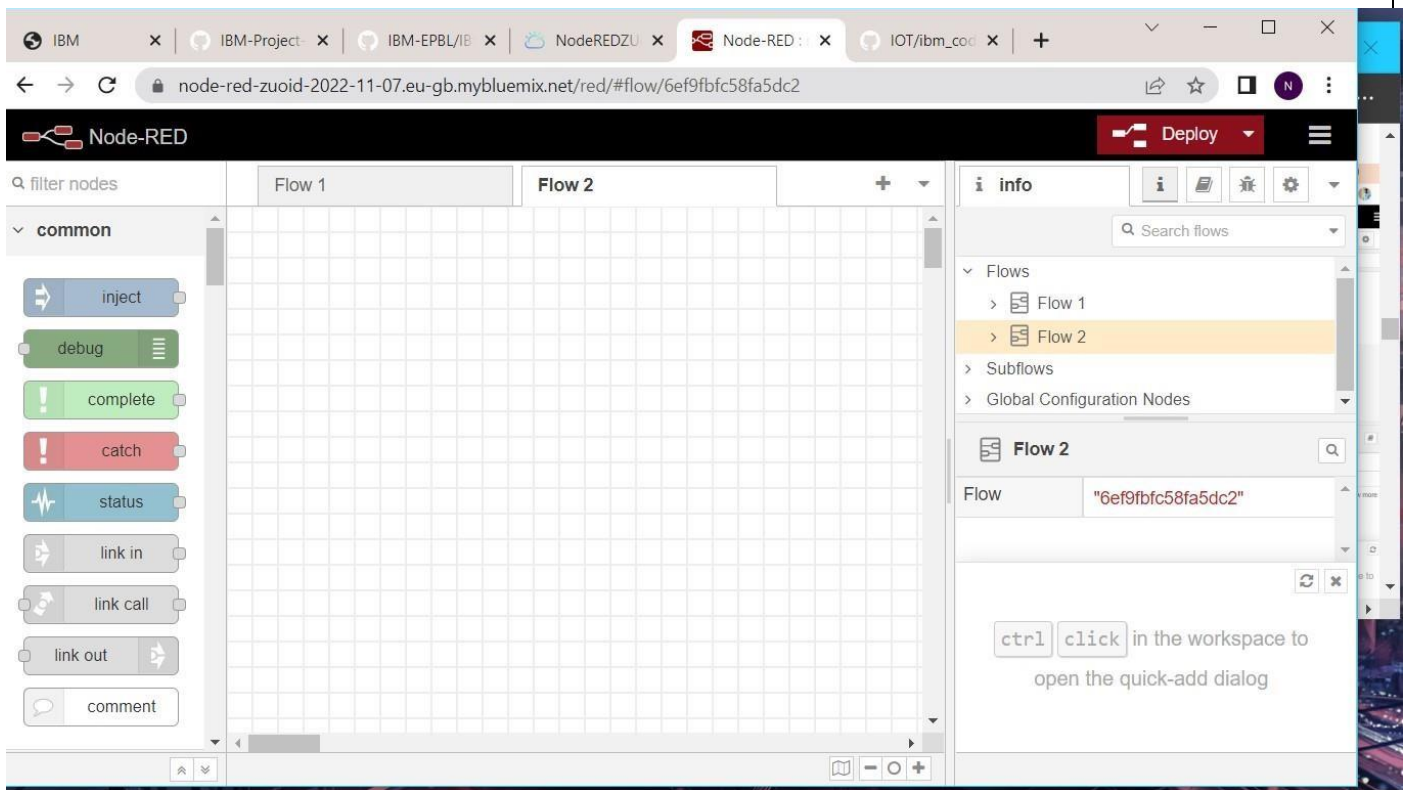 IBM
IBM-Project-
IBM-EPBL/IB
NodeREDZU
Node-RED :
IOT/ibm_cod
node-red-zuoid-2022-11-07.eu-gb.mybluemix.net/red/#flow/6ef9fbfc58fa5dc2
N
Node-RED
Deploy
filter nodes
Flow 1
Flow 2
i info
i
Search flows
common
Flows
Flow 1
Flow 2
Subflows
Global Configuration Nodes
inject
debug
complete
catch
status
link in
link call
link out
comment
Flow 2
Flow
"6ef9fbfc58fa5dc2"
ctrl click in the workspace to
open the quick-add dialog